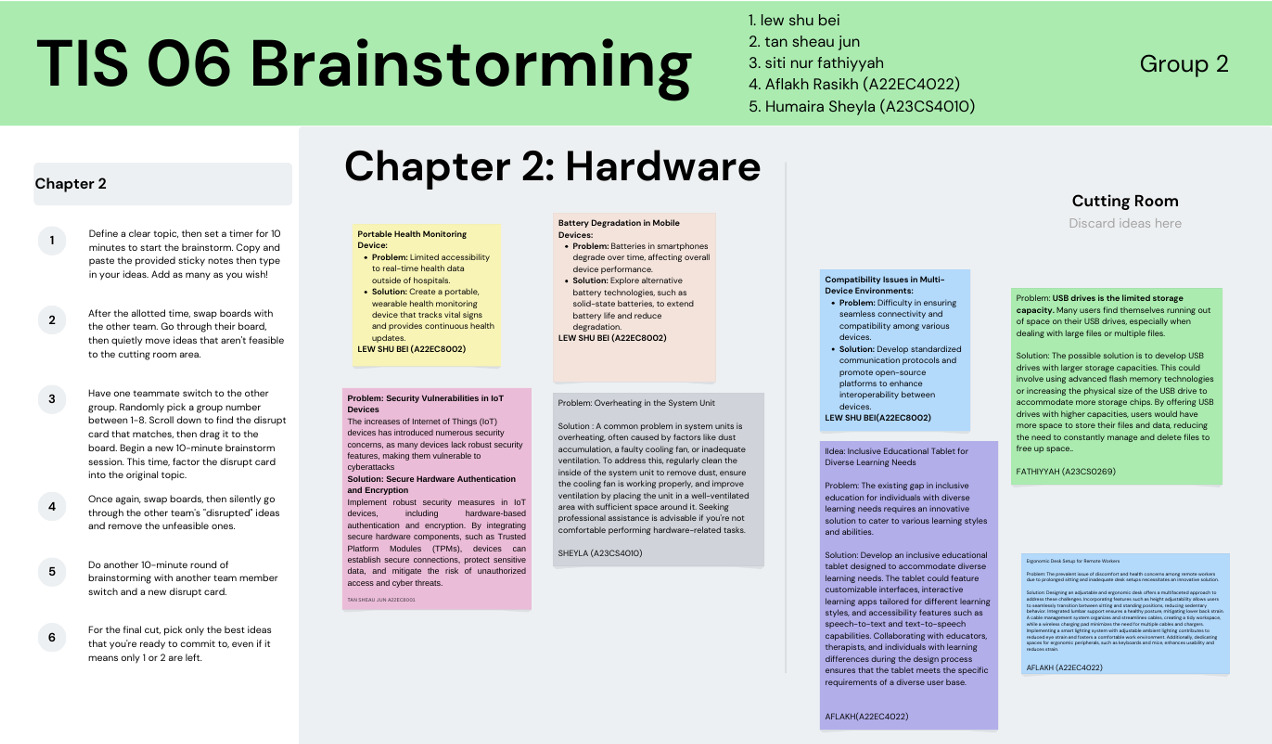 TIS 06 Brainstorming
1. lew shu bei
2. tan sheau jun
3. siti nur fathiyyah
4. Aflakh Rasikh (A22EC4022)
5. Humaira Sheyla (A23CS4010)
Group 2
Chapter 2
1
Define a clear topic, then set a timer for 10
minutes to start the brainstorm. Copy and
paste the provided sticky notes then type
in your ideas. Add as many as you wish!
2
After the allotted time, swap boards with
the other team. Go through their board,
then quietly move ideas that aren't feasible
to the cutting room area.
3
Have one teammate switch to the other
group. Randomly pick a group number
between 1-8. Scroll down to find the disrupt
card that matches, then drag it to the
board. Begin a new 10-minute brainstorm
session. This time, factor the disrupt card
into the original topic.
4
Once again, swap boards, then silently go
through the other team's "disrupted" ideas
and remove the unfeasible ones.
5
Do another 10-minute round of
brainstorming with another team member
switch and a new disrupt card.
6
For the final cut, pick only the best ideas
that you're ready to commit to, even if it
means only 1 or 2 are left.
Chapter 2: Hardware
Portable Health Monitoring
Device:
• Problem: Limited accessibility
to real-time health data
outside of hospitals.
• Solution: Create a portable,
wearable health monitoring
device that tracks vital signs
and provides continuous health
updates.
LEW SHU BEI (A22EC8002)
Battery Degradation in Mobile
Devices:
• Problem: Batteries in smartphones
degrade over time, affecting overall
device performance.
• Solution: Explore alternative
battery technologies, such as
solid-state batteries, to extend
battery life and reduce
degradation.
LEW SHU BEI (A22EC8002)
Problem: Security Vulnerabilities in IoT
Devices
The increases of Internet of Things (IoT)
devices has introduced numerous security
concerns, as many devices lack robust security
features, making them vulnerable to
cyberattacks
Solution: Secure Hardware Authentication
and Encryption
Implement robust security measures in IoT
devices, including hardware-based
authentication and encryption. By integrating
secure hardware components, such as Trusted
Platform Modules (TPMs), devices can
establish secure connections, protect sensitive
data, and mitigate the risk of unauthorized
access and cyber threats.
TAN SHEAU JUN A22EC8001
Problem: Overheating in the System Unit
Solution : A common problem in system units is
overheating, often caused by factors like dust
accumulation, a faulty cooling fan, or inadequate
ventilation. To address this, regularly clean the
inside of the system unit to remove dust, ensure
the cooling fan is working properly, and improve
ventilation by placing the unit in a well-ventilated
area with sufficient space around it. Seeking
professional assistance is advisable if you're not
comfortable performing hardware-related tasks.
SHEYLA (A23CS4010)
Cutting Room
Discard ideas here
Compatibility Issues in Multi-
Device Environments:
• Problem: Difficulty in ensuring
seamless connectivity and
compatibility among various
devices.
• Solution: Develop standardized
communication protocols and
promote open-source
platforms to enhance
interoperability between
devices.
LEW SHU BEI(A22EC8002)
Problem: USB drives is the limited storage
capacity. Many users find themselves running out
of space on their USB drives, especially when
dealing with large files or multiple files.
Solution: The possible solution is to develop USB
drives with larger storage capacities. This could
involve using advanced flash memory technologies
or increasing the physical size of the USB drive to
accommodate more storage chips. By offering USB
drives with higher capacities, users would have
more space to store their files and data, reducing
the need to constantly manage and delete files to
free up space..
FATHIYYAH (A23CS0269)
Iidea: Inclusive Educational Tablet for
Diverse Learning Needs
Problem: The existing gap in inclusive
education for individuals with diverse
learning needs requires an innovative
solution to cater to various learning styles
and abilities.
Solution: Develop an inclusive educational
tablet designed to accommodate diverse
learning needs. The tablet could feature
customizable interfaces, interactive
learning apps tailored for different learning
styles, and accessibility features such as
speech-to-text and text-to-speech
capabilities. Collaborating with educators,
therapists, and individuals with learning
differences during the design process
ensures that the tablet meets the specific
requirements of a diverse user base.
AFLAKH(A22EC4022)
Ergonomic Desk Setup for Remote Workers
Problem: The prevalent issue of discomfort and health concerns among remote workers
due to prolonged sitting and inadequate desk setups necessitates an innovative solution.
Solution: Designing an adjustable and ergonomic desk offers a multifaceted approach to
address these challenges. Incorporating features such as height adjustability allows users
to seamlessly transition between sitting and standing positions, reducing sedentary
behavior. Integrated lumbar support ensures a healthy posture, mitigating lower back strain.
A cable management system organizes and streamlines cables, creating a tidy workspace,
while a wireless charging pad minimizes the need for multiple cables and chargers.
Implementing a smart lighting system with adjustable ambient lighting contributes to
reduced eye strain and fosters a comfortable work environment. Additionally, dedicating
spaces for ergonomic peripherals, such as keyboards and mice, enhances usability and
reduces strain.
AFLAKH (A22EC4022)